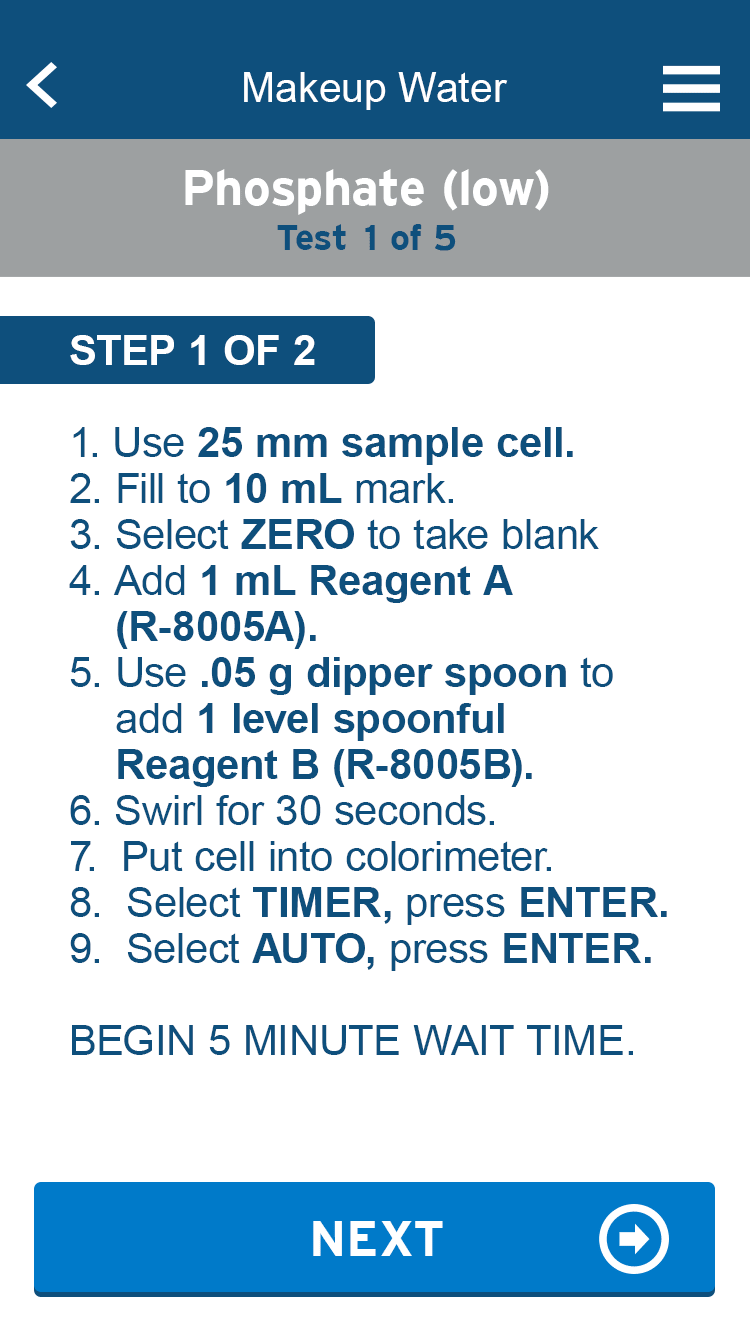 Makeup Water
Phosphate (low)
Test 1 of 5
STEP 1 OF 2
1. Use 25 mm sample cell.
2. Fill to 10 mL mark.
3. Select ZERO to take blank
4. Add 1 mL Reagent A
(R-8005A).
5. Use .05 g dipper spoon to
add 1 level spoonful
Reagent B (R-8005B).
6. Swirl for 30 seconds.
7. Put cell into colorimeter.
8. Select TIMER, press ENTER.
9. Select AUTO, press ENTER.
BEGIN 5 MINUTE WAIT TIME.
NEXT